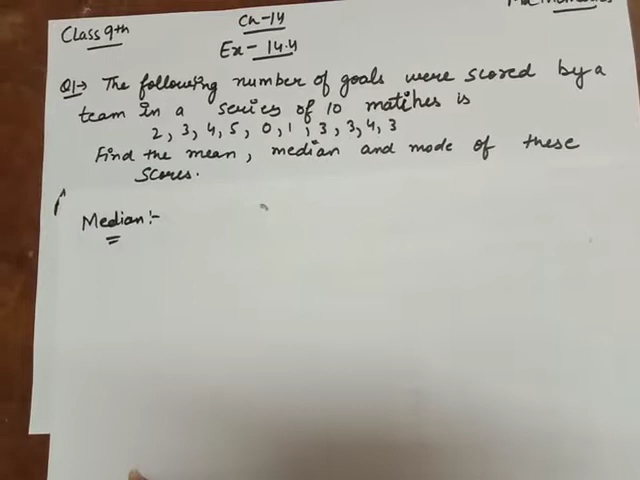 Class 9th
Ch-14
Ex- 14.4
Q1→ The following number of goals were scored by a
team in a series of 10 matches is
2, 3, 4, 5, 0, 1, 3, 3, 4, 3
Find the mean, median and mode of these
scores.
Median:-